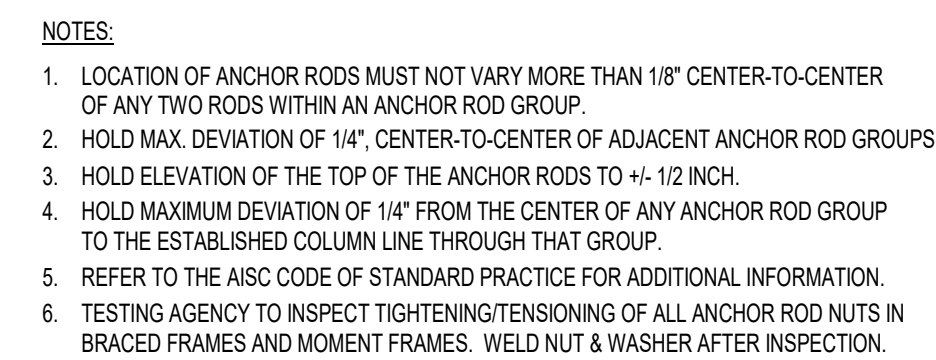 NOTES:
1. LOCATION OF ANCHOR RODS MUST NOT VARY MORE THAN 1/8" CENTER-TO-CENTER
OF ANY TWO RODS WITHIN AN ANCHOR ROD GROUP.
2. HOLD MAX. DEVIATION OF 1/4", CENTER-TO-CENTER OF ADJACENT ANCHOR ROD GROUPS
3. HOLD ELEVATION OF THE TOP OF THE ANCHOR RODS TO +/- 1/2 INCH.
4. HOLD MAXIMUM DEVIATION OF 1/4" FROM THE CENTER OF ANY ANCHOR ROD GROUP
TO THE ESTABLISHED COLUMN LINE THROUGH THAT GROUP.
5. REFER TO THE AISC CODE OF STANDARD PRACTICE FOR ADDITIONAL INFORMATION.
6. TESTING AGENCY TO INSPECT TIGHTENING/TENSIONING OF ALL ANCHOR ROD NUTS IN
BRACED FRAMES AND MOMENT FRAMES. WELD NUT & WASHER AFTER INSPECTION.